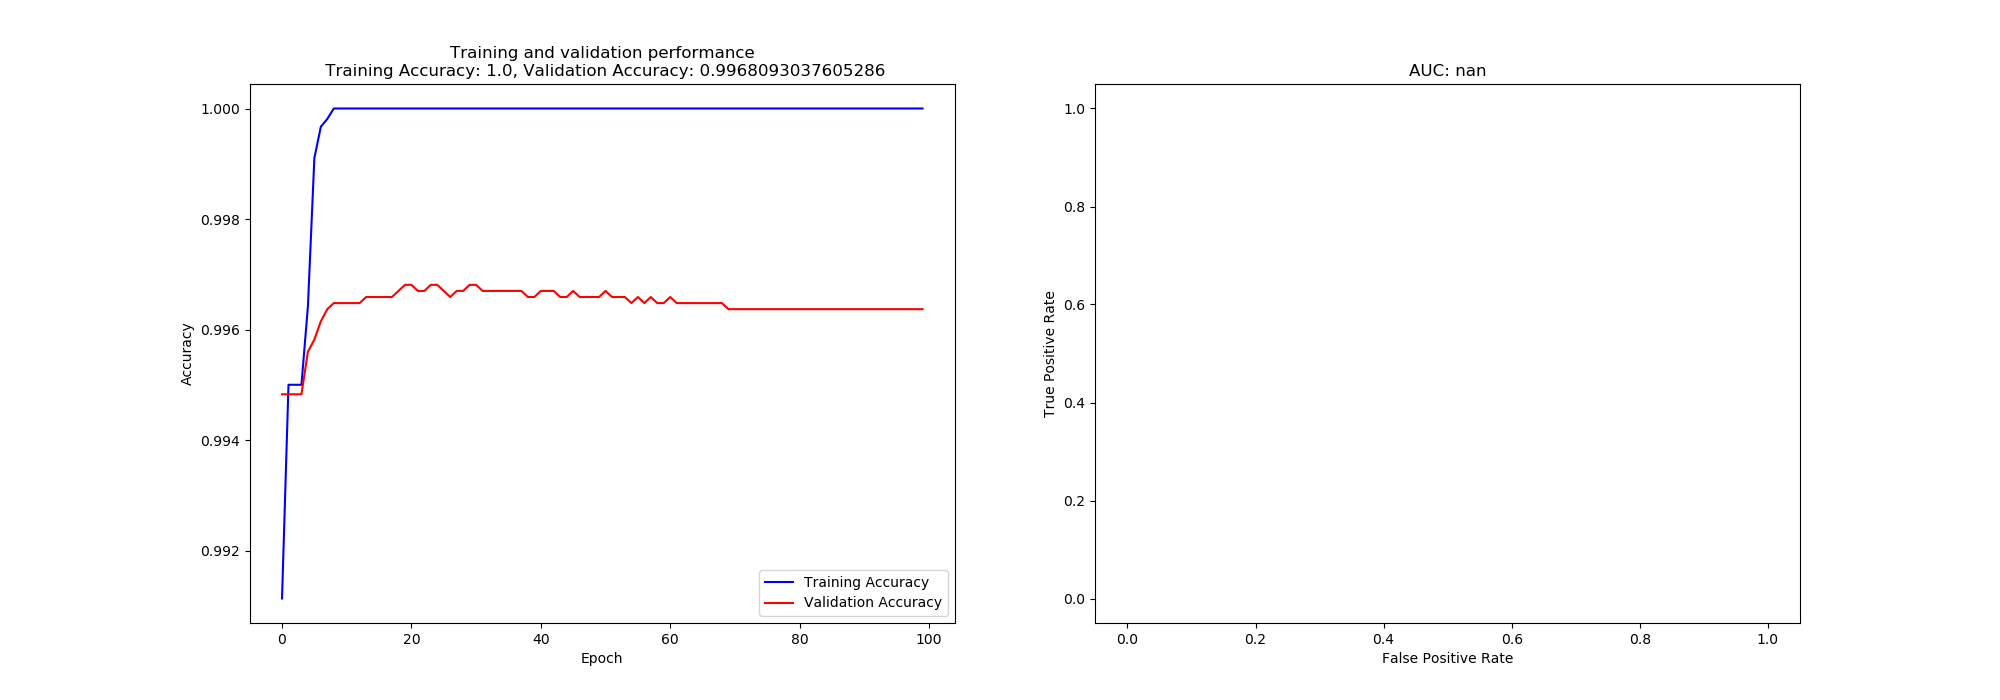 Training and validation performance
Training Accuracy: 1.0, Validation Accuracy: 0.9968093037605286
1.000
0.998
0.996
0.994
0.992
Accuracy
0
20
40
60
80
100
Epoch
Training Accuracy
Validation Accuracy
AUC: nan
1.0
0.8
0.6
0.4
0.2
0.0
True Positive Rate
0.0
0.2
0.4
0.6
0.8
1.0
False Positive Rate